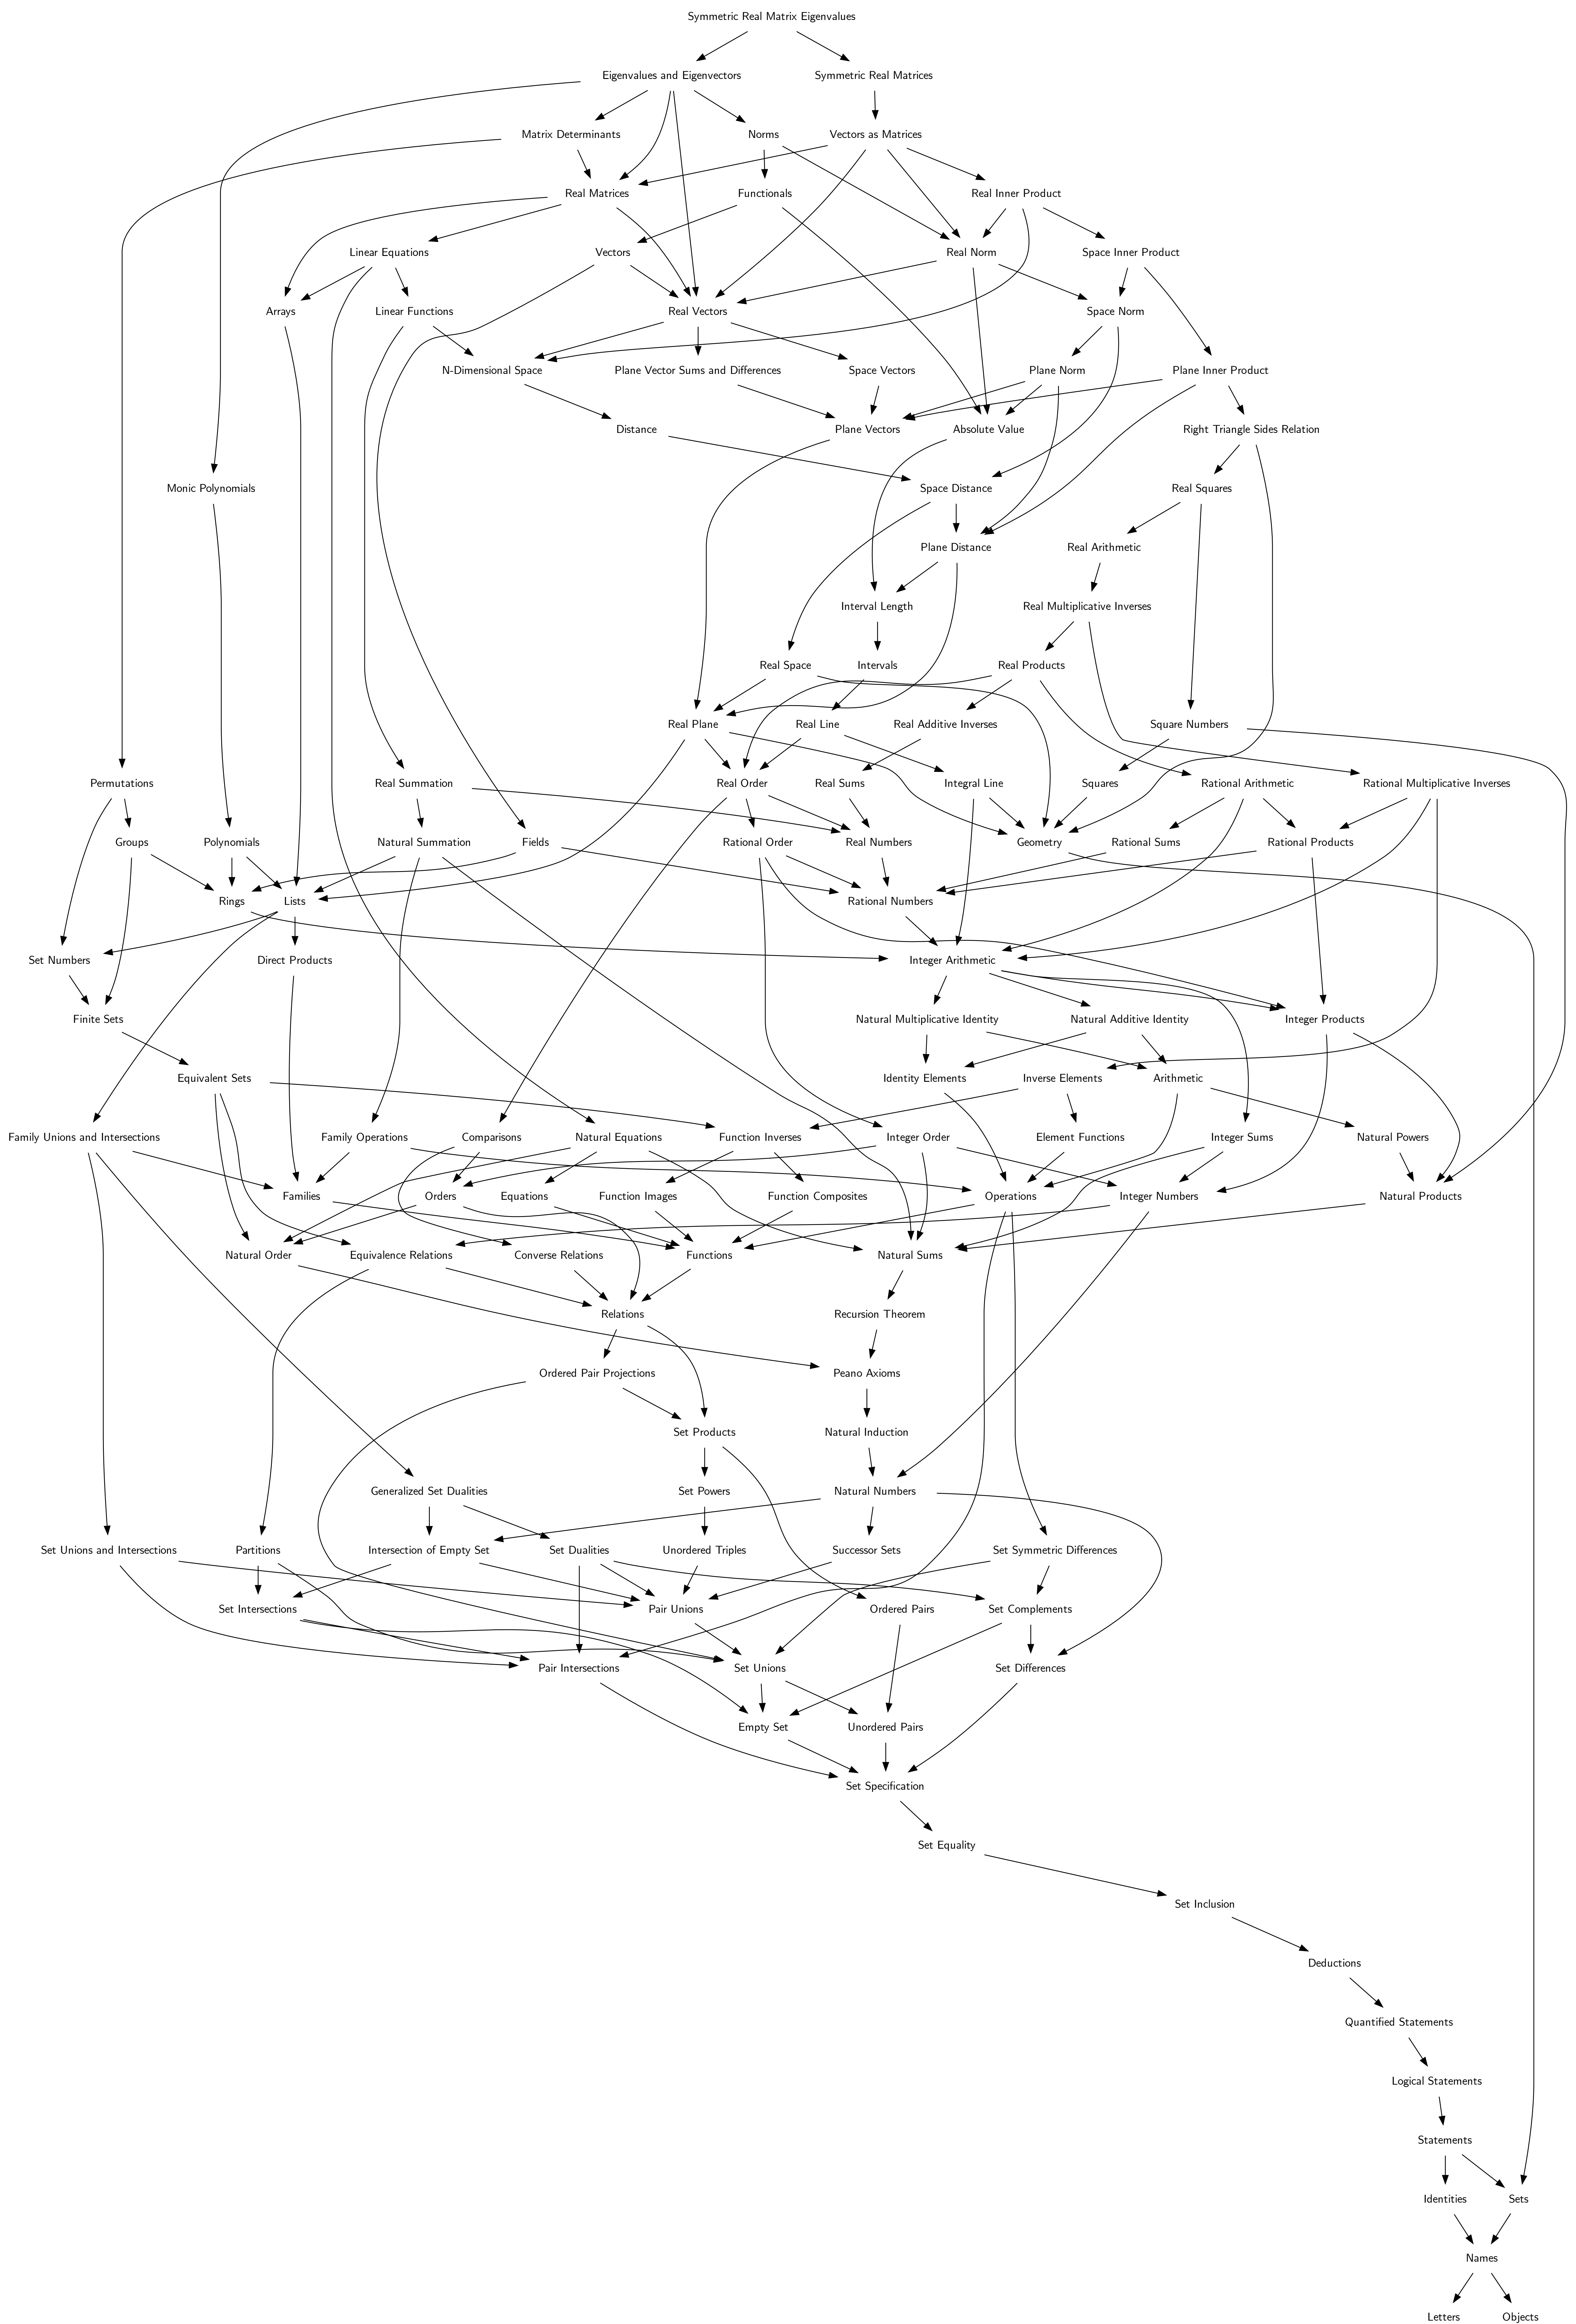 Symmetric Real Matrix Eigenvalues
Eigenvalues and Eigenvectors
Symmetric Real Matrices
Matrix Determinants
Norms
Vectors as Matrices
Real Matrices
Functionals
Real Inner Product
Linear Equations
Vectors
Real Norm
Space Inner Product
Arrays
Linear Functions
Real Vectors
Space Norm
N-Dimensional Space
Plane Vector Sums and Differences
Space Vectors
Plane Norm
Plane Inner Product
Distance
Plane Vectors
Absolute Value
Right Triangle Sides Relation
Monic Polynomials
Space Distance
Real Squares
Plane Distance
Real Arithmetic
Interval Length
Real Multiplicative Inverses
Real Space
Intervals
Real Products
Real Plane
Real Line
Real Additive Inverses
Square Numbers
Permutations
Real Summation
Real Order
Real Sums
Integral Line
Squares
Rational Arithmetic
Rational Multiplicative Inverses
Groups
Polynomials
Natural Summation
Fields
Rational Order
Real Numbers
Geometry
Rational Sums
Rational Products
Rings
Lists
Rational Numbers
Set Numbers
Direct Products
Integer Arithmetic
Finite Sets
Natural Multiplicative Identity
Natural Additive Identity
Integer Products
Equivalent Sets
Identity Elements
Inverse Elements
Arithmetic
Family Unions and Intersections
Family Operations
Comparisons
Natural Equations
Function Inverses
Integer Order
Element Functions
Integer Sums
Natural Powers
Families
Orders
Equations
Function Images
Function Composites
Operations
Integer Numbers
Natural Products
Natural Order
Equivalence Relations
Converse Relations
Functions
Natural Sums
Relations
Recursion Theorem
Ordered Pair Projections
Peano Axioms
Set Products
Natural Induction
Generalized Set Dualities
Set Powers
Natural Numbers
Set Unions and Intersections
Partitions
Intersection of Empty Set
Set Dualities
Unordered Triples
Successor Sets
Set Symmetric Differences
Set Intersections
Pair Unions
Ordered Pairs
Set Complements
Pair Intersections
Set Unions
Set Differences
Empty Set
Unordered Pairs
Set Specification
Set Equality
Set Inclusion
Deductions
Quantified Statements
Logical Statements
Statements
Identities
Sets
Names
Letters
Objects